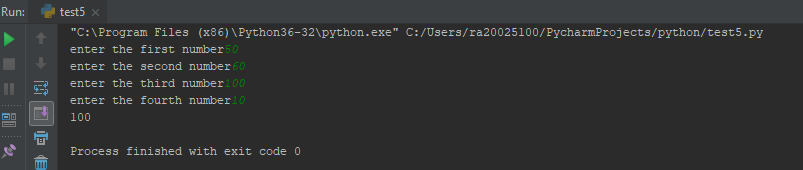 Run: test5
"C:\Program Files (x86)\Python36-32\python.exe" C:/Users/ra20025100/PycharmProjects/python/test5.py
enter the first number50
enter the second number60
enter the third number100
enter the fourth number10
100
Process finished with exit code 0